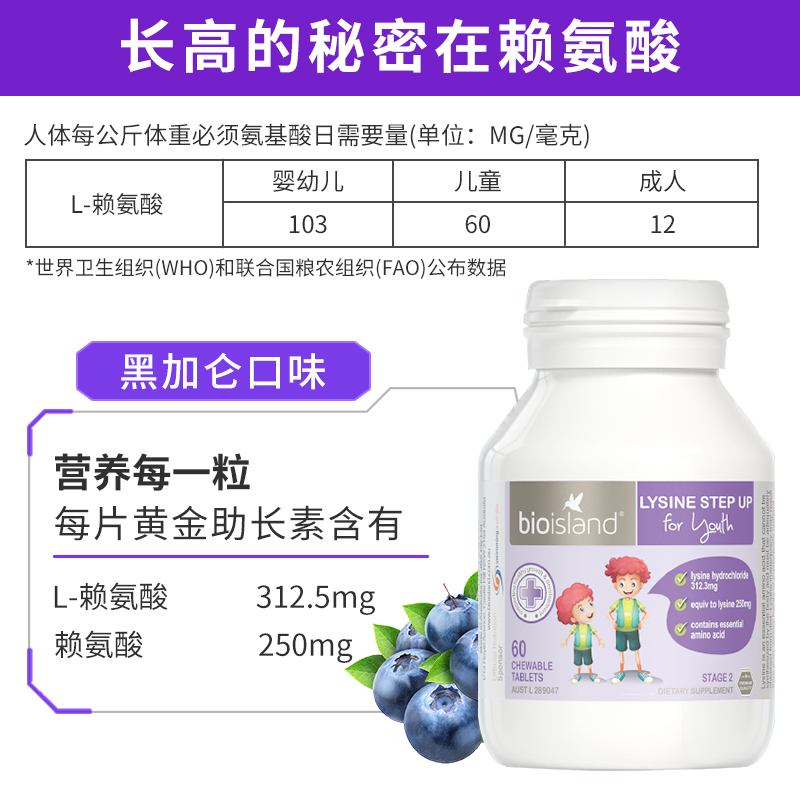 长高的秘密在赖氨酸
人体每公斤体重必须氨基酸日需要量(单位：MG/毫克)
L-赖氨酸 婴幼儿 儿童 成人
103 60 12
*世界卫生组织(WHO)和联合国粮农组织(FAO)公布数据
黑加仑口味
营养每一粒
每片黄金助长素含有
L-赖氨酸 312.5mg
赖氨酸 250mg
bioisland®
LYSINE STEP UP
for Youth
lysine hydrochloride
312.3mg
equiv to lysine 250mg
contains essential
amino acid
60
CHEWABLE
TABLETS
AUST L 289047
STAGE 2
DIETARY SUPPLEMENT
Sponsor